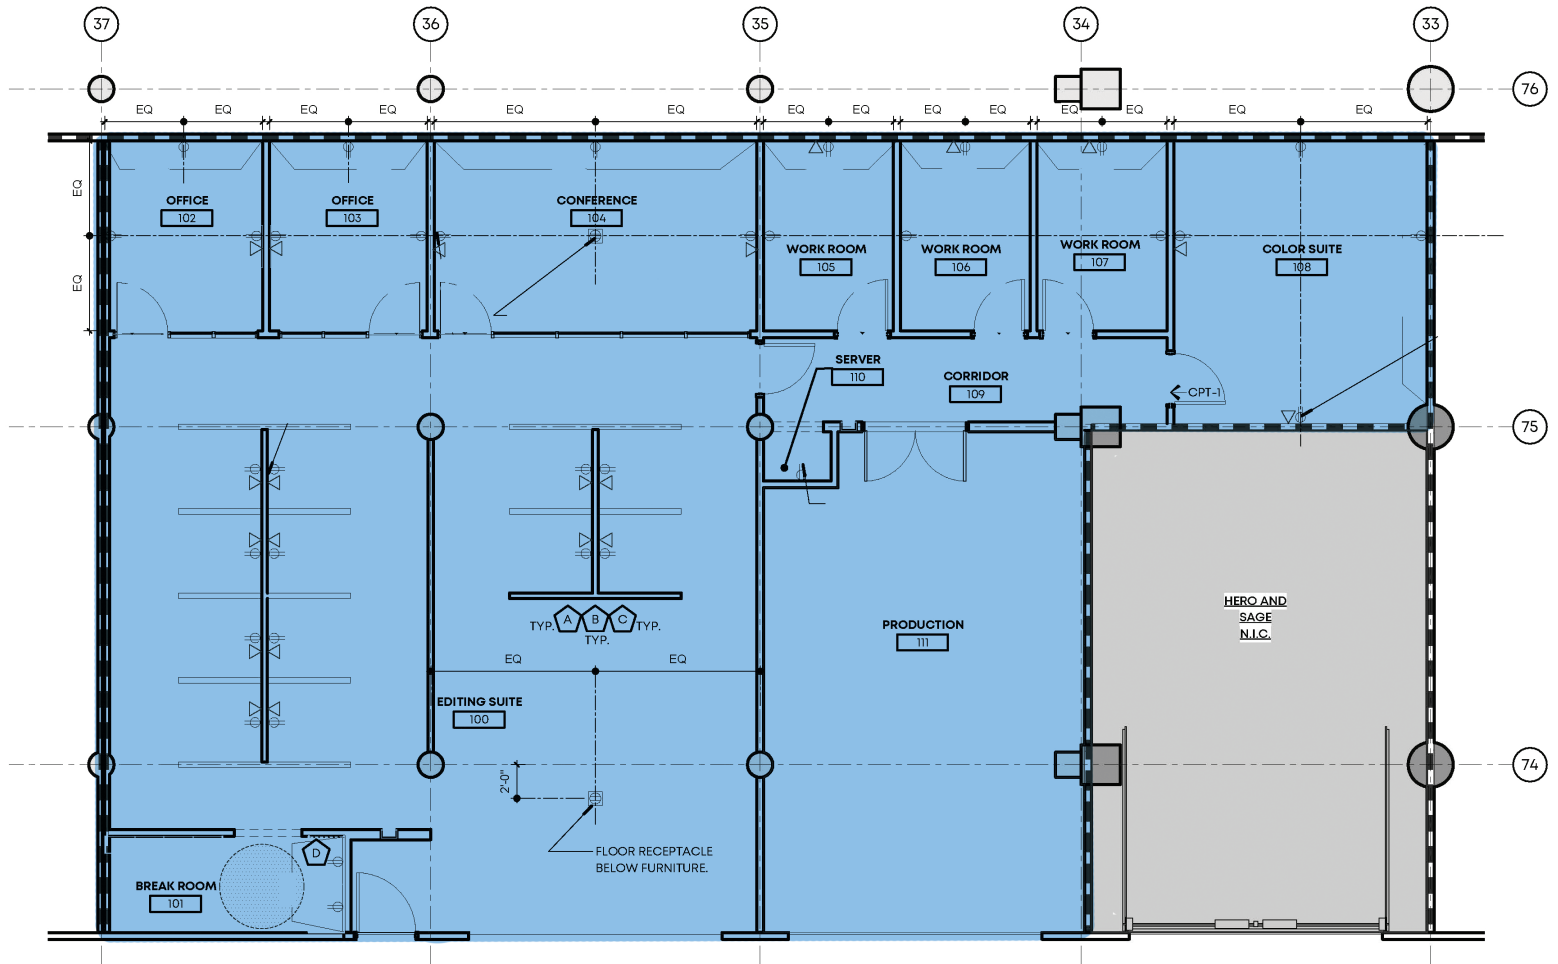 37
36
35
34
33
76
EQ EQ EQ EQ EQ EQ EQ EQ EQ EQ EQ EQ EQ EQ
EQ
OFFICE
102
OFFICE
103
CONFERENCE
104
WORK ROOM
105
WORK ROOM
106
WORK ROOM
107
COLOR SUITE
108
EQ
SERVER
110
CORRIDOR
109
CPT-1
75
HERO AND
SAGE
N.I.C.
TYP. A B C TYP.
TYP.
PRODUCTION
111
EQ EQ
EDITING SUITE
100
74
2'-0"
FLOOR RECEPTACLE
BELOW FURNITURE.
D
BREAK ROOM
101